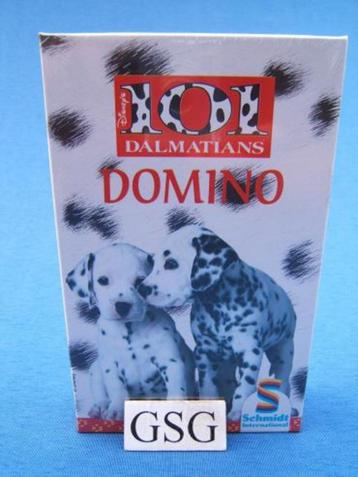 Disney's
101
DALMATIANS
DOMINO
S
Schmidt
International
GSG